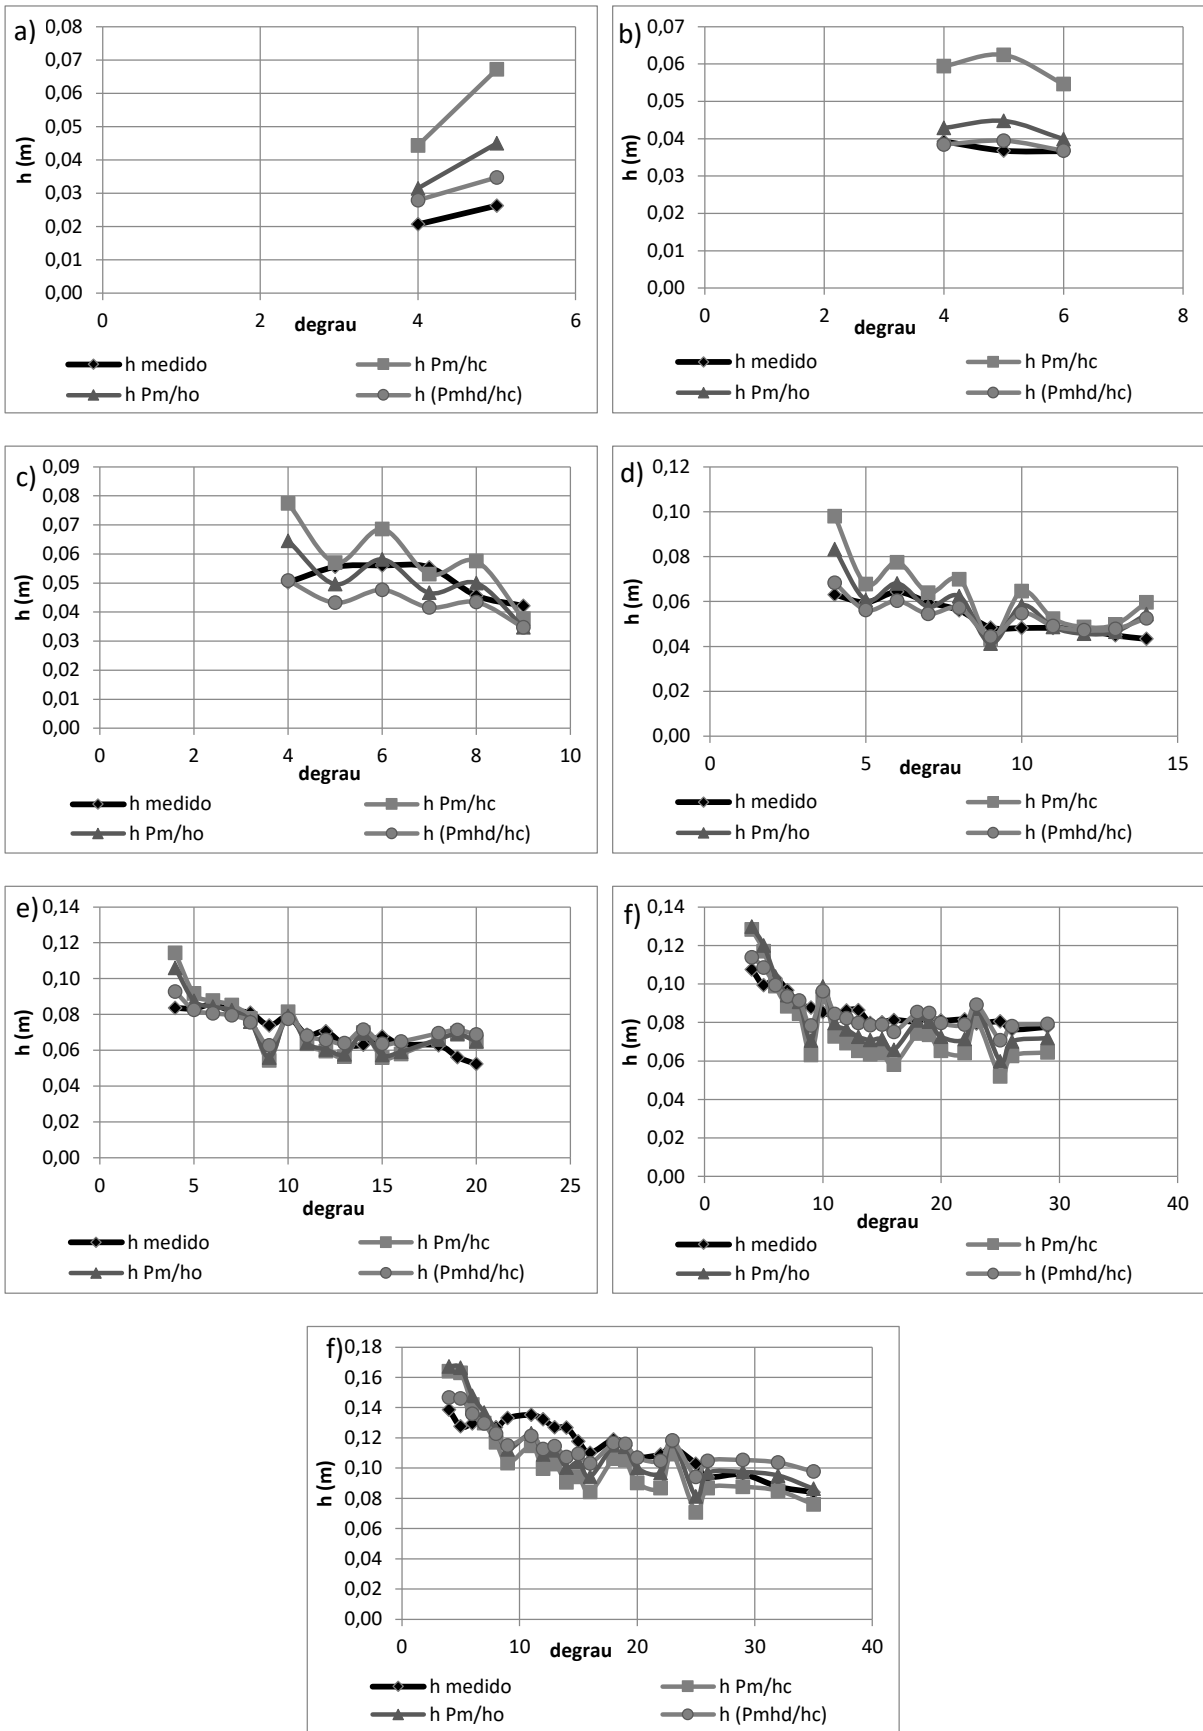 a)
0,08
0,07
0,06
0,05
0,04
0,03
0,02
0,01
0,00
h (m)
0 2 4 6
degrau
h medido h Pm/hc
h Pm/ho h (Pmhd/hc)
b)
0,07
0,06
0,05
0,04
0,03
0,02
0,01
0,00
h (m)
0 2 4 6 8
degrau
h medido h Pm/hc
h Pm/ho h (Pmhd/hc)
c)
0,09
0,08
0,07
0,06
0,05
0,04
0,03
0,02
0,01
0,00
h (m)
0 2 4 6 8 10
degrau
h medido h Pm/hc
h Pm/ho h (Pmhd/hc)
d)
0,12
0,10
0,08
0,06
0,04
0,02
0,00
h (m)
0 5 10 15
degrau
h medido h Pm/hc
h Pm/ho h (Pmhd/hc)
e)
0,14
0,12
0,10
0,08
0,06
0,04
0,02
0,00
h (m)
0 5 10 15 20 25
degrau
h medido h Pm/hc
h Pm/ho h (Pmhd/hc)
f)
0,14
0,12
0,10
0,08
0,06
0,04
0,02
0,00
h (m)
0 10 20 30 40
degrau
h medido h Pm/hc
h Pm/ho h (Pmhd/hc)
f)
0,18
0,16
0,14
0,12
0,10
0,08
0,06
0,04
0,02
0,00
h (m)
0 10 20 30 40
degrau
h medido h Pm/hc
h Pm/ho h (Pmhd/hc)